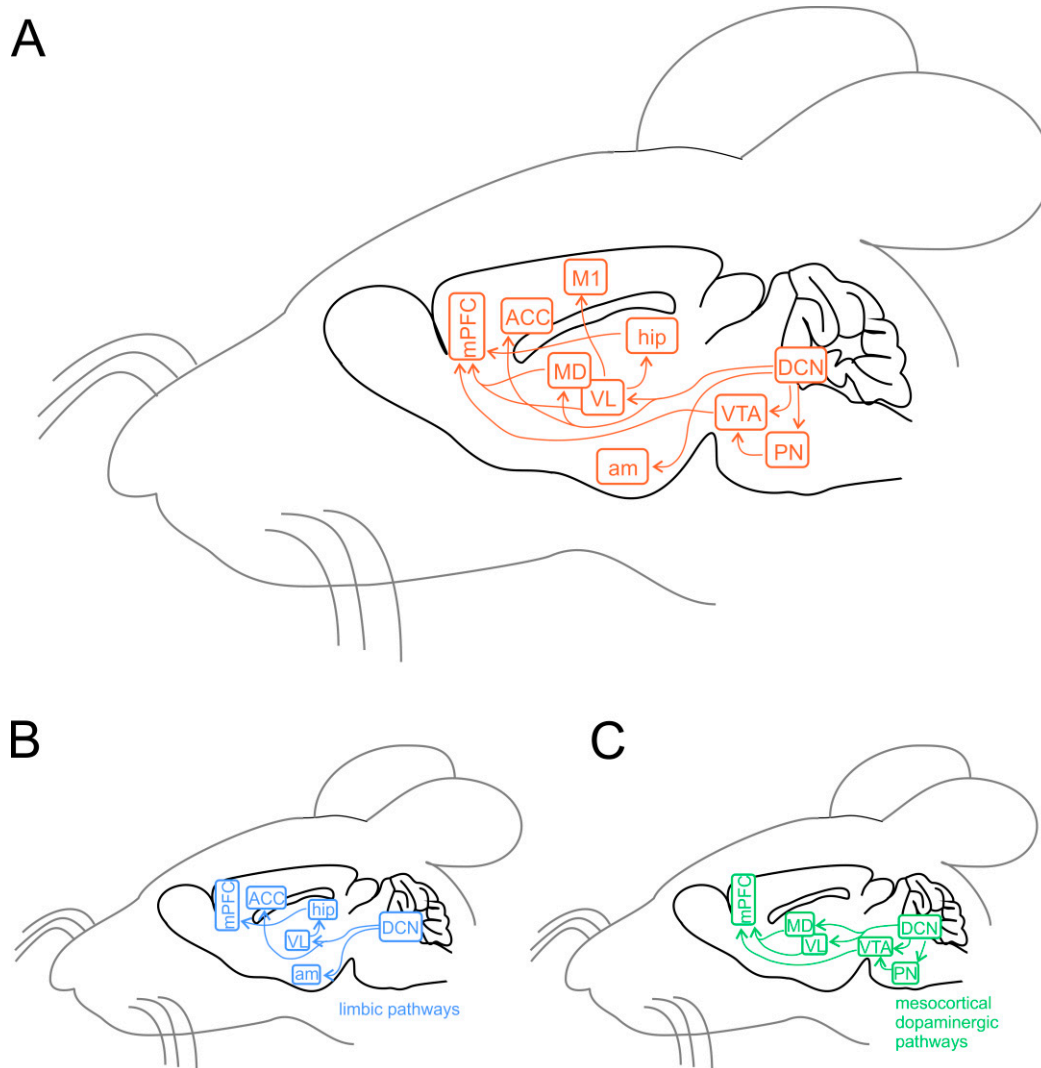 A
M1
mPFC
ACC
hip
MD
VL
DCN
VTA
PN
am
B
mPFC
ACC
hip
VL
DCN
am
limbic pathways
C
mPFC
MD
VL
DCN
VTA
PN
mesocortical
dopaminergic
pathways